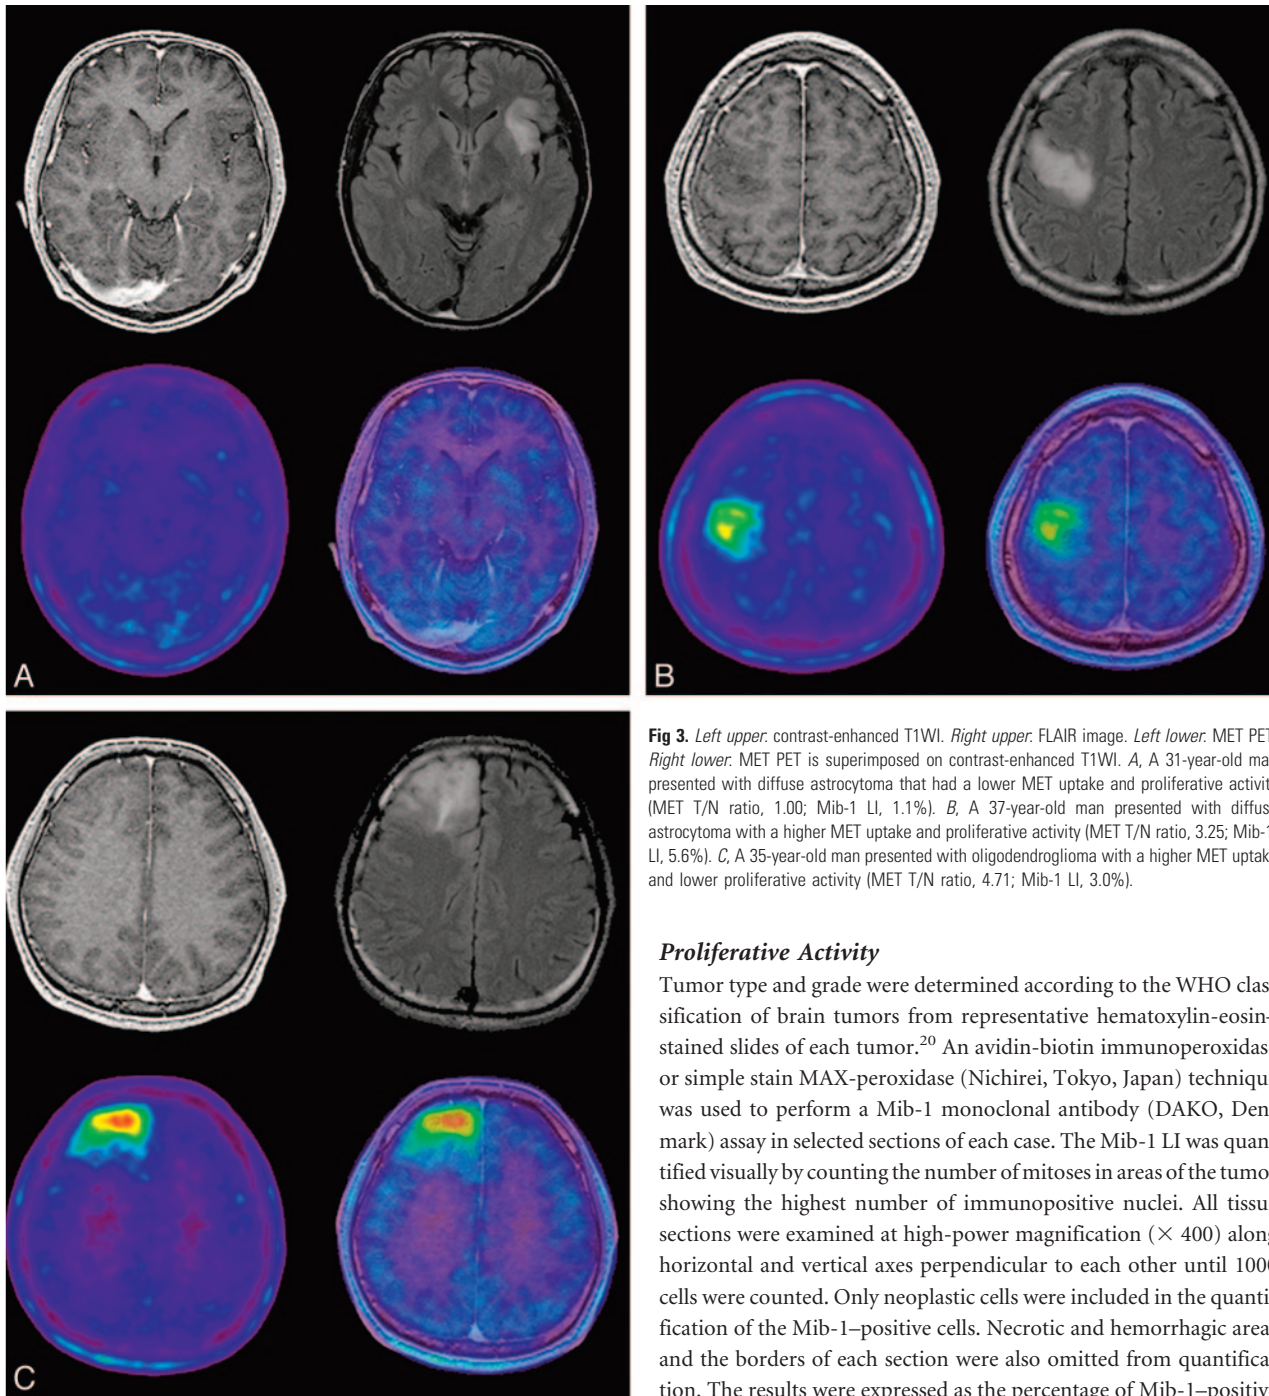 A
B
C
Fig 3. Left upper: contrast-enhanced T1WI. Right upper: FLAIR image. Left lower: MET PET
Right lower: MET PET is superimposed on contrast-enhanced T1WI. A, A 31-year-old ma
presented with diffuse astrocytoma that had a lower MET uptake and proliferative activit
(MET T/N ratio, 1.00; Mib-1 LI, 1.1%). B, A 37-year-old man presented with diffus
astrocytoma with a higher MET uptake and proliferative activity (MET T/N ratio, 3.25; Mib-1
LI, 5.6%). C, A 35-year-old man presented with oligodendroglioma with a higher MET uptak
and lower proliferative activity (MET T/N ratio, 4.71; Mib-1 LI, 3.0%).
Proliferative Activity
Tumor type and grade were determined according to the WHO clas
sification of brain tumors from representative hematoxylin-eosin–
stained slides of each tumor.20 An avidin-biotin immunoperoxidas
or simple stain MAX-peroxidase (Nichirei, Tokyo, Japan) techniqu
was used to perform a Mib-1 monoclonal antibody (DAKO, Den
mark) assay in selected sections of each case. The Mib-1 LI was quan
tified visually by counting the number of mitoses in areas of the tumo
showing the highest number of immunopositive nuclei. All tissu
sections were examined at high-power magnification (× 400) along
horizontal and vertical axes perpendicular to each other until 1000
cells were counted. Only neoplastic cells were included in the quanti
fication of the Mib-1–positive cells. Necrotic and hemorrhagic area
and the borders of each section were also omitted from quantifica
tion. The results were expressed as the percentage of Mib-1–positiv